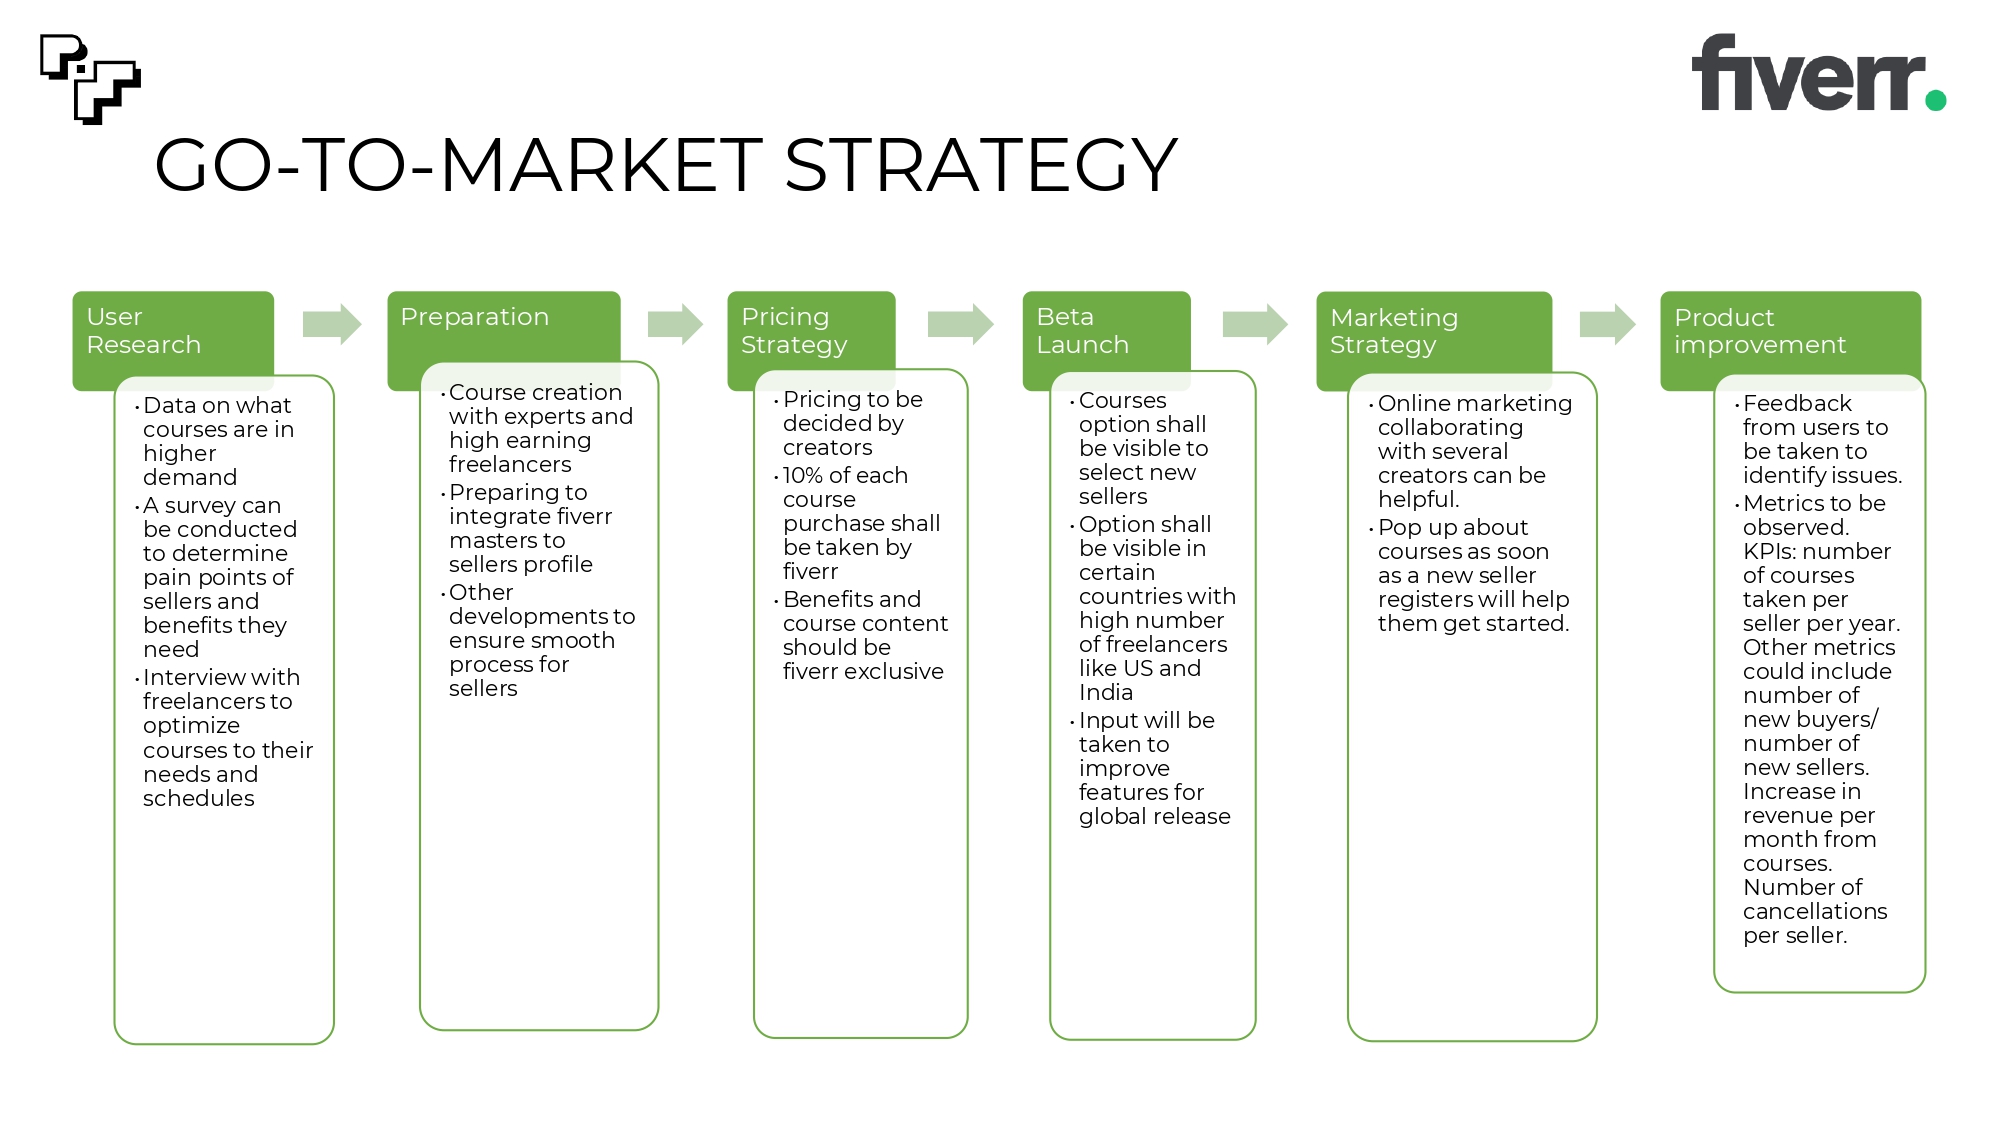 fiverr.
GO-TO-MARKET STRATEGY
User
Research
•Data on what
courses are in
higher
demand
•A survey can
be conducted
to determine
pain points of
sellers and
benefits they
need
•Interview with
freelancers to
optimize
courses to their
needs and
schedules
Preparation
•Course creation
with experts and
high earning
freelancers
•Preparing to
integrate fiverr
masters to
sellers profile
•Other
developments to
ensure smooth
process for
sellers
Pricing
Strategy
•Pricing to be
decided by
creators
•10% of each
course
purchase shall
be taken by
fiverr
•Benefits and
course content
should be
fiverr exclusive
Beta
Launch
•Courses
option shall
be visible to
select new
sellers
•Option shall
be visible in
certain
countries with
high number
of freelancers
like US and
India
•Input will be
taken to
improve
features for
global release
Marketing
Strategy
•Online marketing
collaborating
with several
creators can be
helpful.
•Pop up about
courses as soon
as a new seller
registers will help
them get started.
Product
improvement
•Feedback
from users to
be taken to
identify issues.
•Metrics to be
observed.
KPIs: number
of courses
taken per
seller per year.
Other metrics
could include
number of
new buyers/
number of
new sellers.
Increase in
revenue per
month from
courses.
Number of
cancellations
per seller.